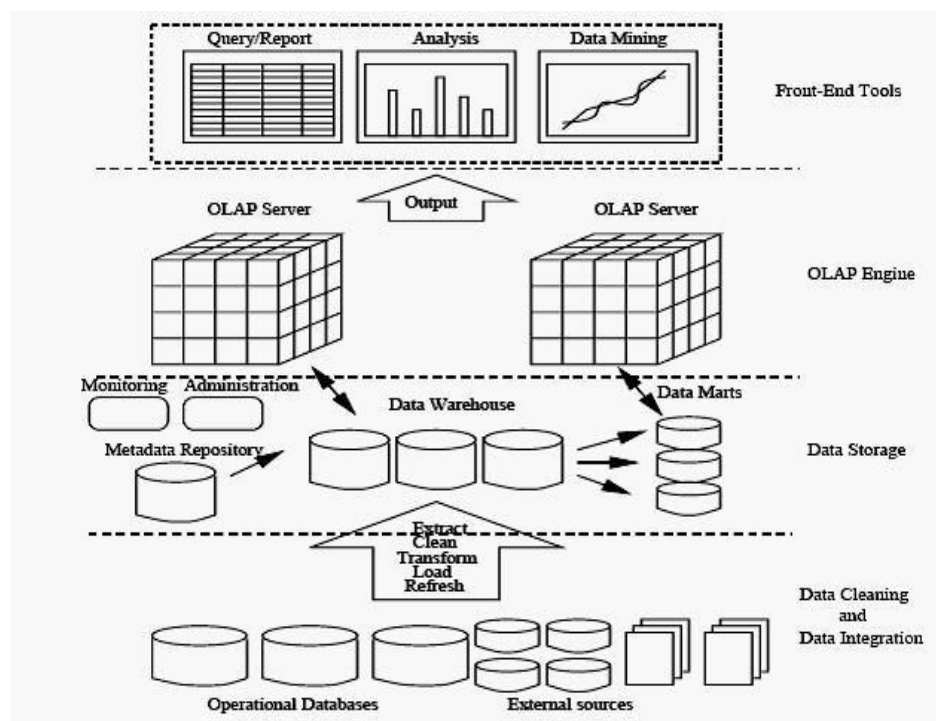 Query/Report
Analysis
Data Mining
Front-End Tools
Output
OLAP Server
OLAP Server
OLAP Engine
Monitoring
Administration
Data Marts
Data Warehouse
Metadata Repository
Data Storage
Extract
Clean
Transform
Load
Refresh
Data Cleaning
and
Data Integration
Operational Databases
External sources